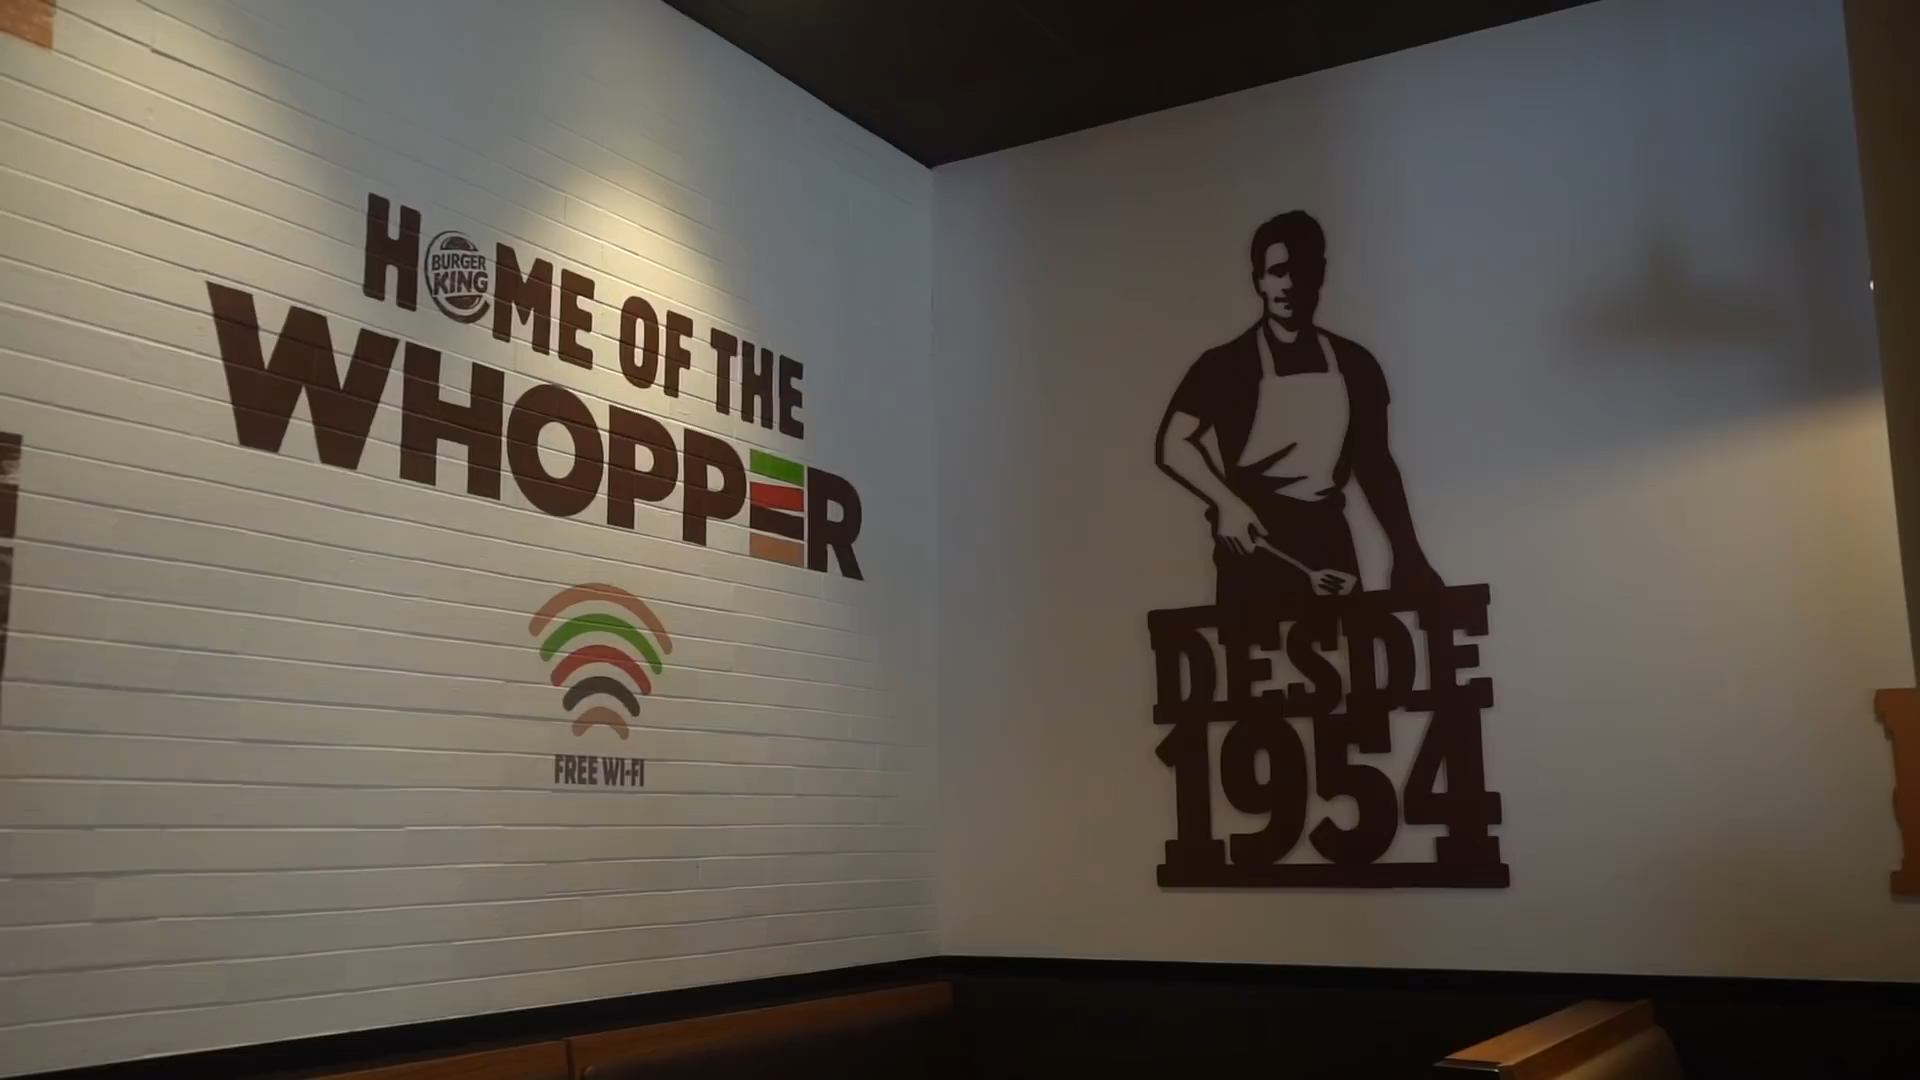 HOME OF THE
BURGER
KING
WHOPPER
FREE WI-FI
DESDE
1954